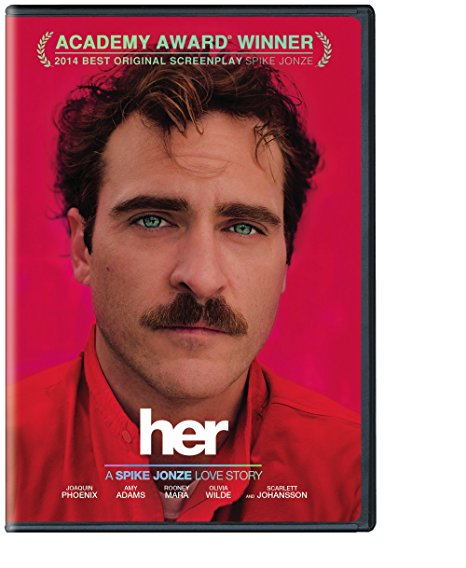 ACADEMY AWARD® WINNER
2014 BEST ORIGINAL SCREENPLAY SPIKE JONZE
her
A SPIKE JONZE LOVE STORY
JOAQUIN PHOENIX
AMY ADAMS
ROONEY MARA
OLIVIA WILDE
AND SCARLETT JOHANSSON